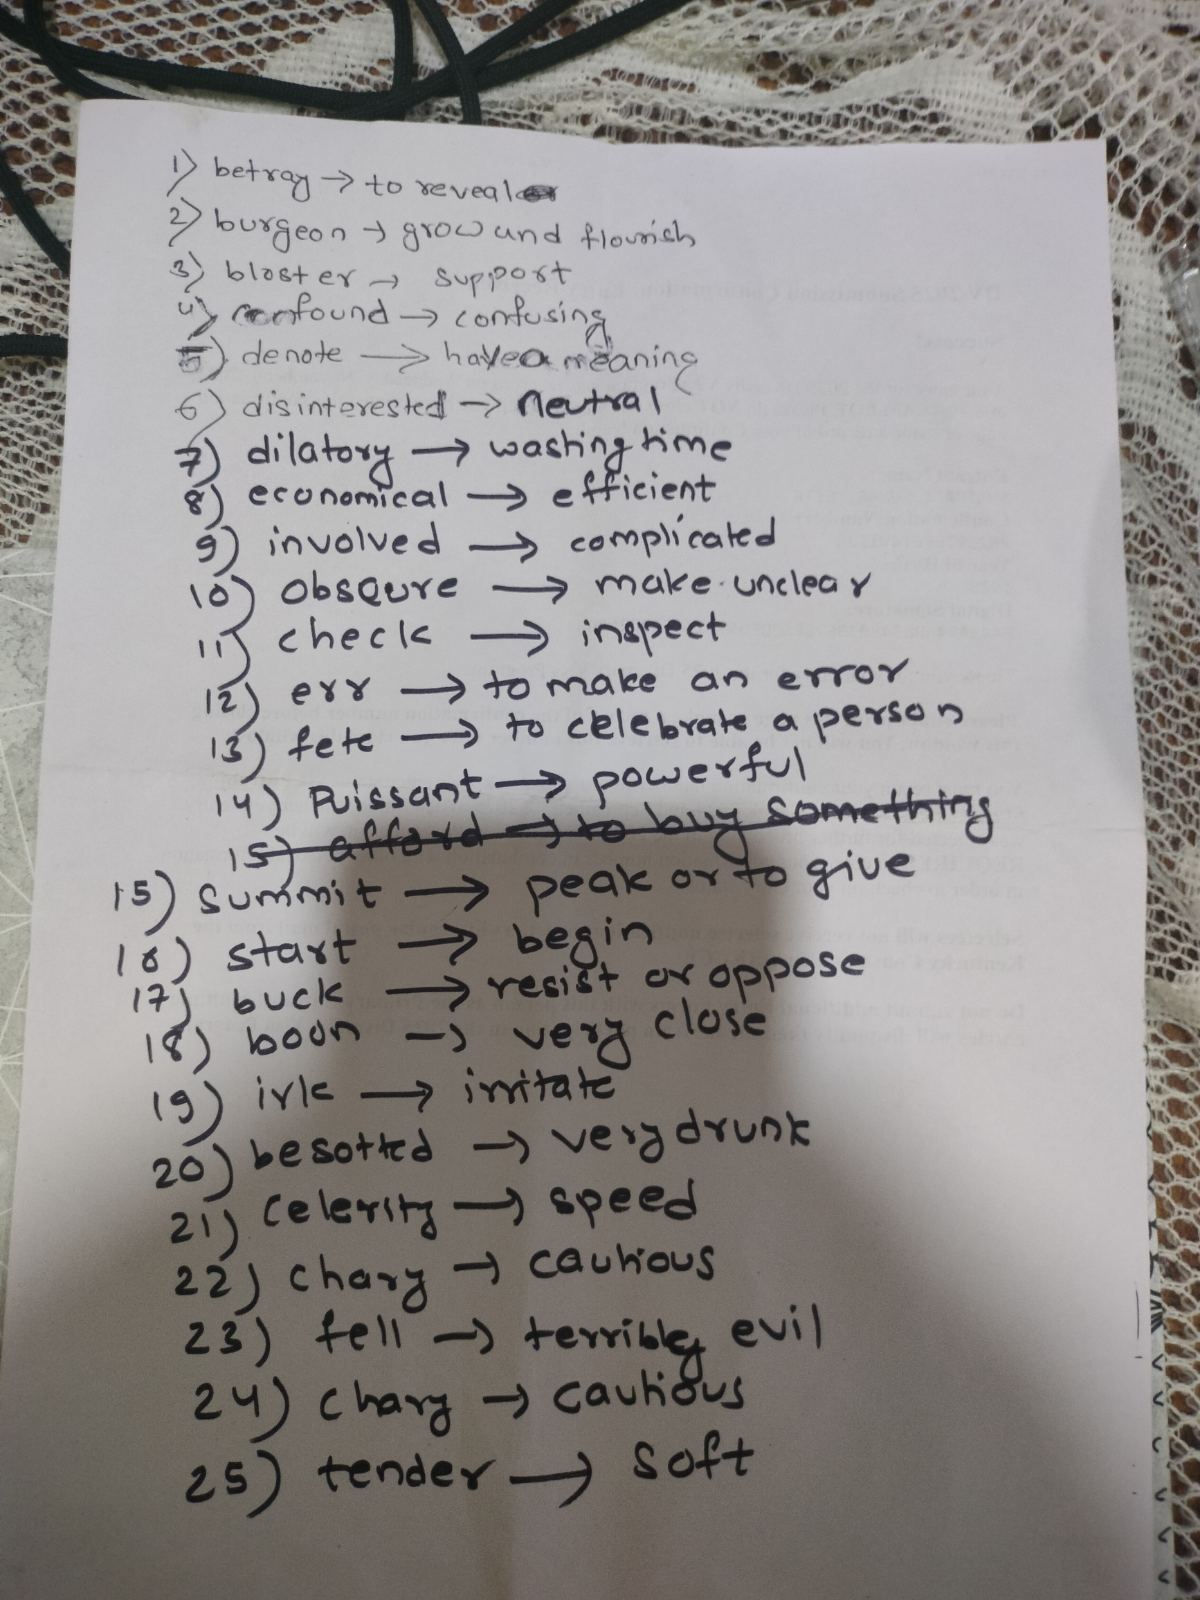 1) betray → to reveal
2) burgeon → grow and flourish
3) bloster → support
4) confound → confusing
5) denote → have a meaning
6) disinterested → neutral
7) dilatory → wasting time
8) economical → efficient
9) involved → complicated
10) obsqure → make unclear
11) check → inspect
12) err → to make an error
13) fete → to celebrate a person
14) Puissant → powerful
15) afford → to buy something
15) summit → peak or to give
16) start → begin
17) buck → resist or oppose
18) boon → very close
19) irk → irritate
20) besotted → very drunk
21) celerity → speed
22) chary → cautious
23) fell → terribly evil
24) chary → cautious
25) tender → soft